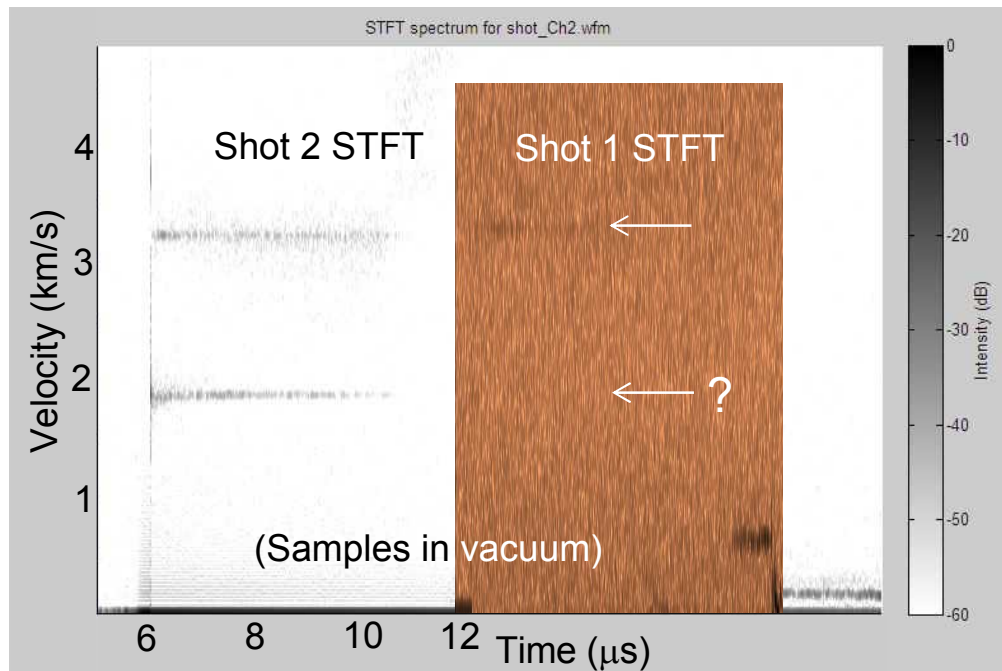 STFT spectrum for shot_Ch2.wfm
Shot 2 STFT
Shot 1 STFT
?
(Samples in vacuum)
Velocity (km/s)
4
3
2
1
6
8
10
12
Time (μs)
0
-10
-20
-30
-40
-50
-60
Intensity (dB)